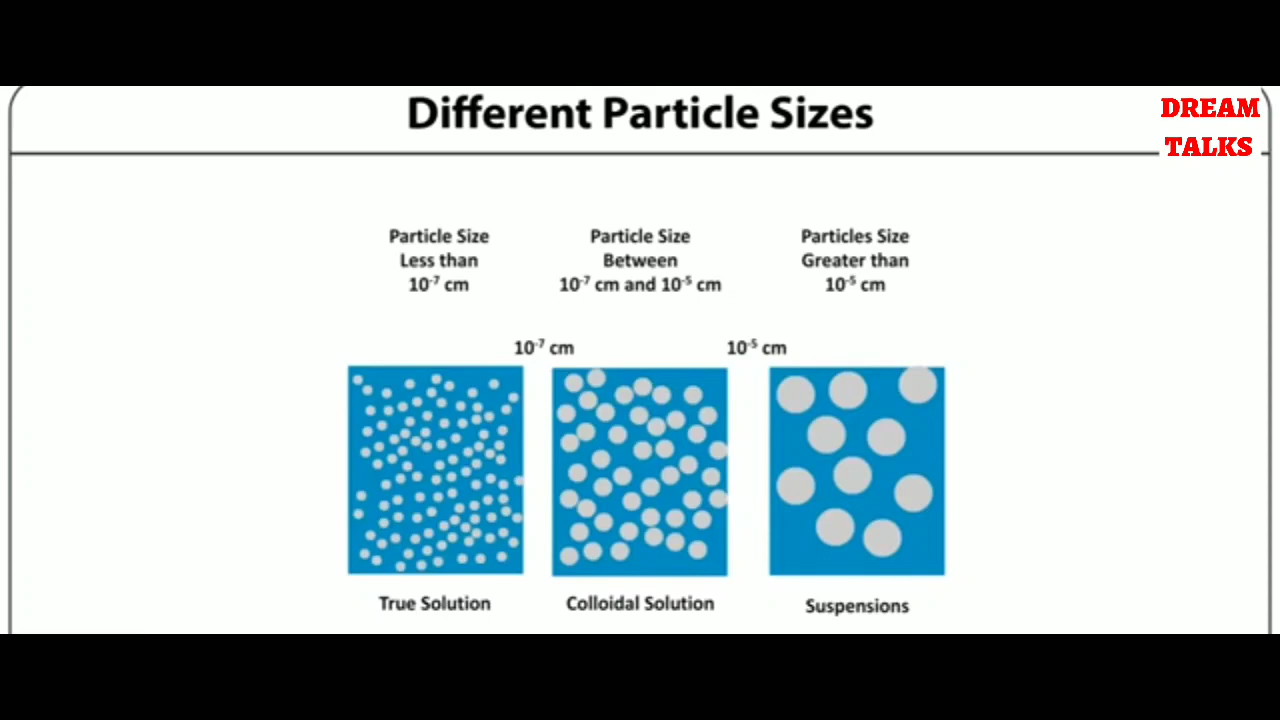 Different Particle Sizes
DREAM
TALKS
Particle Size
Less than
10⁻⁷ cm
Particle Size
Between
10⁻⁷ cm and 10⁻⁵ cm
Particles Size
Greater than
10⁻⁵ cm
10⁻⁷ cm
10⁻⁵ cm
True Solution
Colloidal Solution
Suspensions